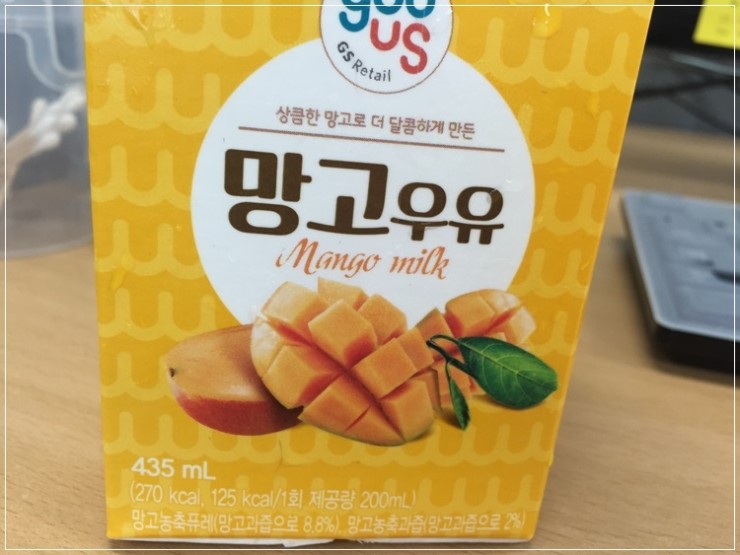 you
us
GS Retail
상큼한 망고로 더 달콤하게 만든
망고우유
Mango milk
435 mL
(270 kcal, 125 kcal/1회 제공량 200mL)
망고농축퓨레(망고과즙으로 8.8%), 망고농축과즙(망고과즙으로 2%)